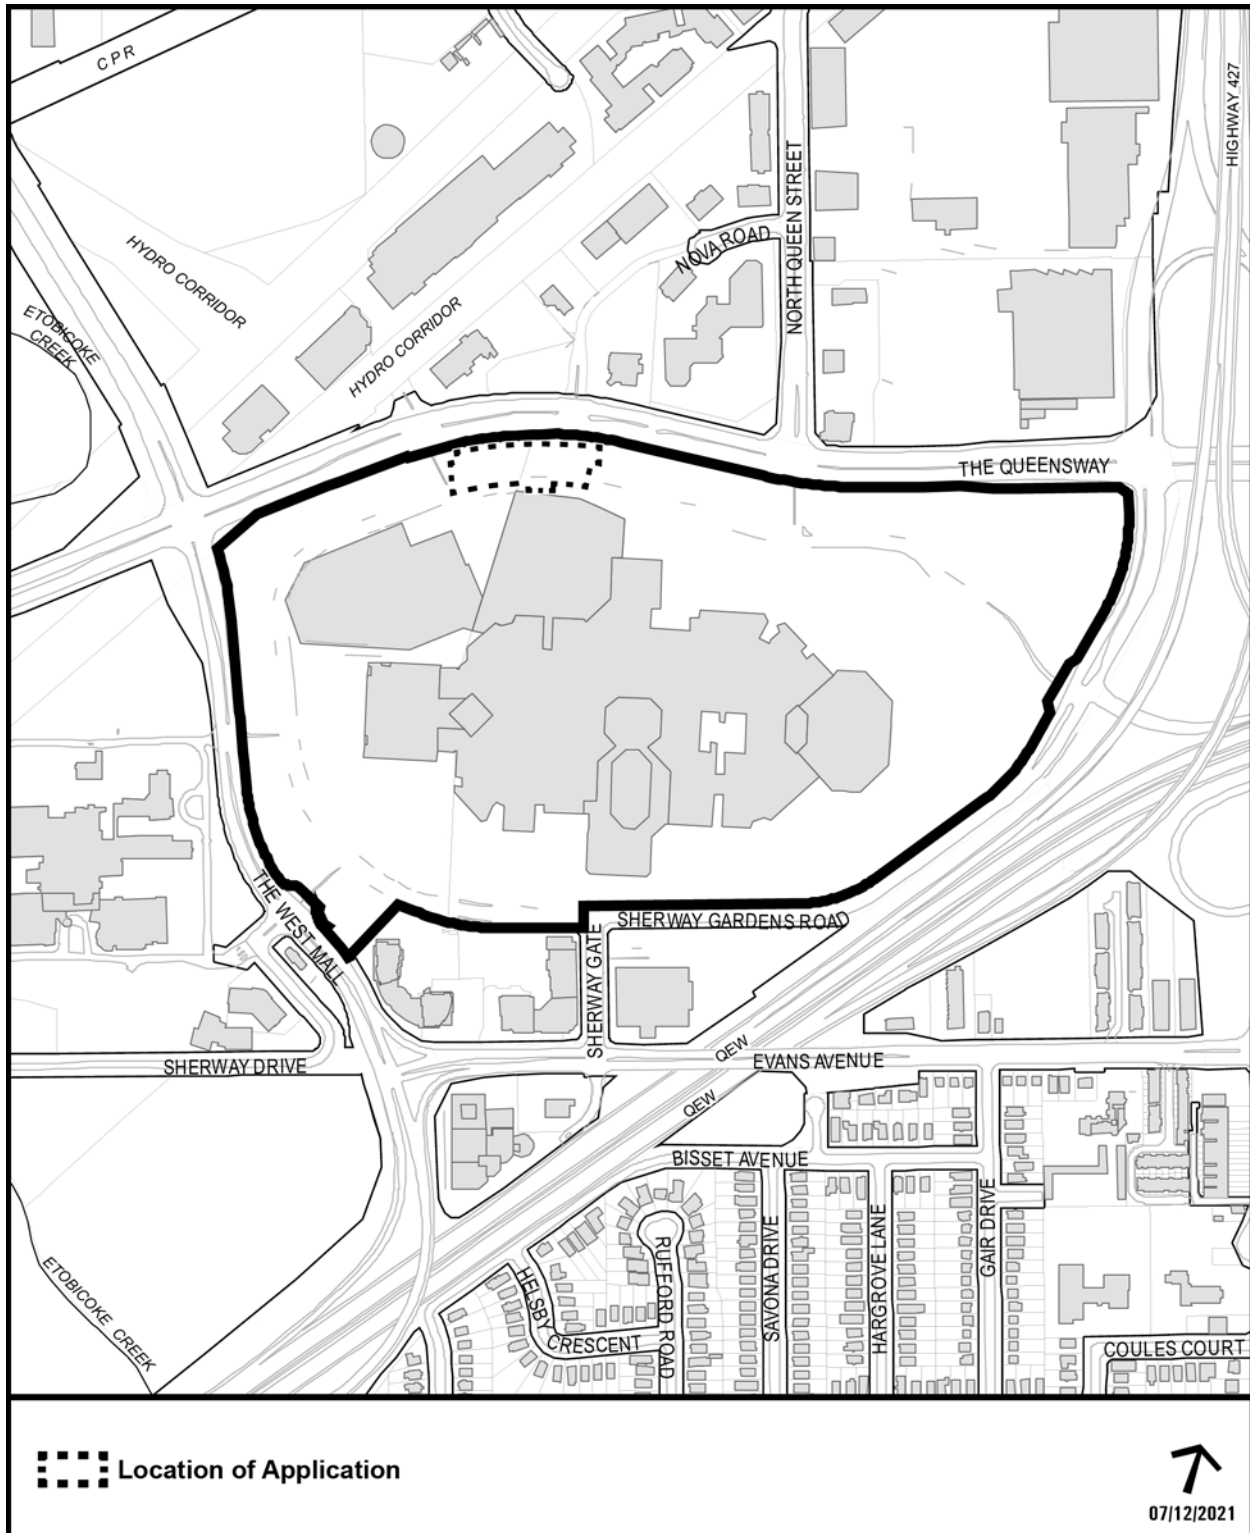 CPR
HIGHWAY 427
NORTH QUEEN STREET
HYDRO CORRIDOR
NOVA ROAD
ETOBICOKE
CREEK
HYDRO CORRIDOR
THE QUEENSWAY
THE WEST MALL
SHERWAY GARDENS ROAD
SHERWAY GATE
QEW
EVANS AVENUE
SHERWAY DRIVE
QEW
BISSET AVENUE
GAIR DRIVE
HARGROVE LANE
SAVONA DRIVE
RUFFORD ROAD
HELSBY
CRESCENT
ETOBICOKE CREEK
COULES COURT
Location of Application
07/12/2021